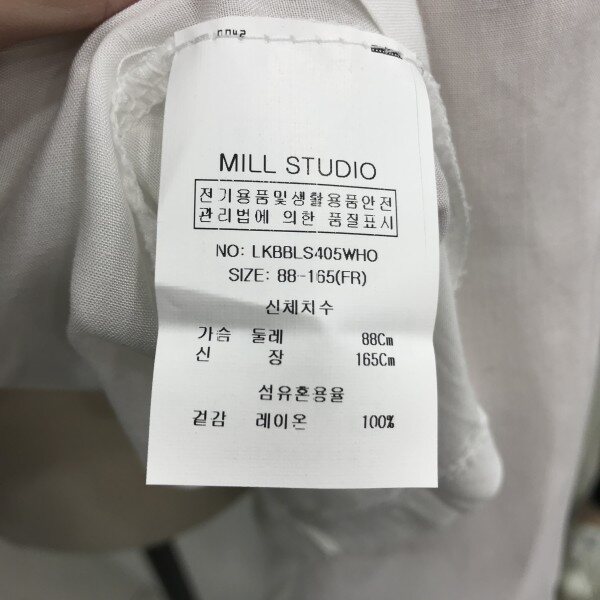 MILL STUDIO
전기용품및생활용품안전
관리법에 의한 품질표시
NO: LKBBLS405WHO
SIZE: 88-165(FR)
신체치수
가슴 둘레 88Cm
신 장 165Cm
섬유혼용율
겉감 레이온 100%